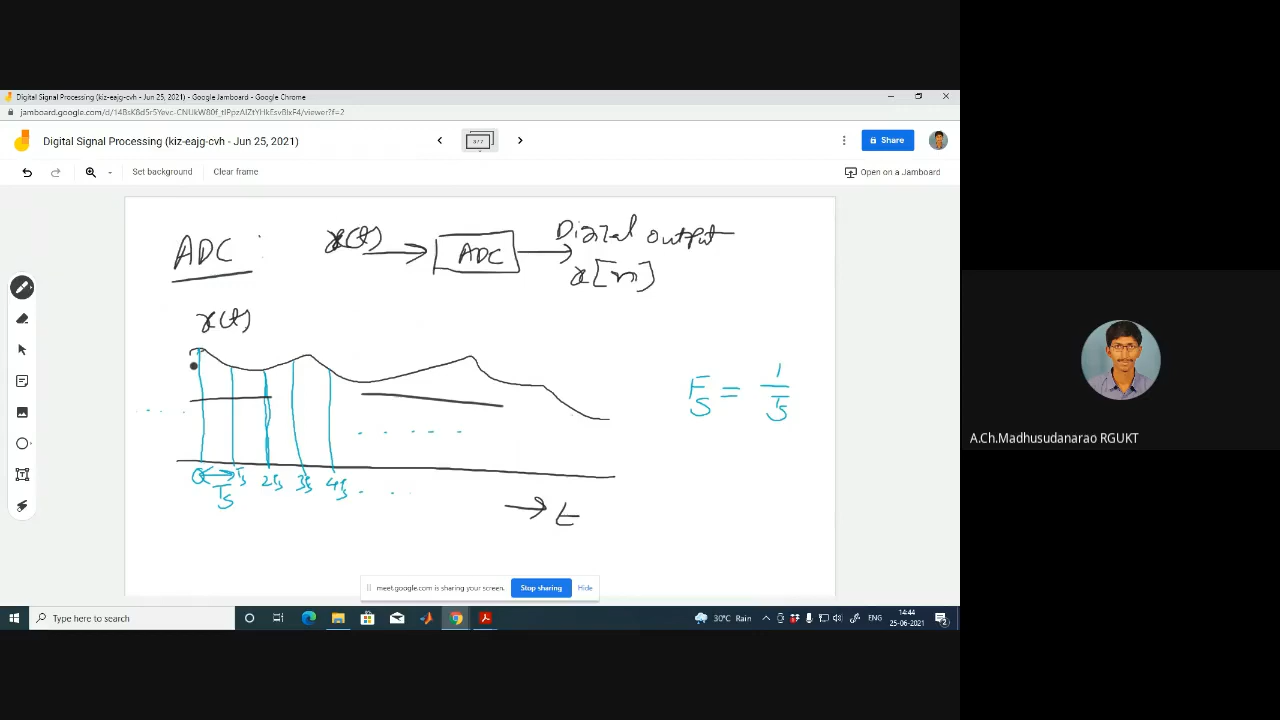 Digital Signal Processing (kiz-eajg-cvh - Jun 25, 2021) - Google Jamboard - Google Chrome
Digital Signal Processing (kiz-eajg-cvh - Jun 25, 2021)
Share
Set background
Clear frame
Open on a Jamboard
ADC :
x(t)
ADC
Digital output
x[n]
x(t)
Fs = 1/Ts
0 Ts 2Ts 3Ts 4Ts . . .
Ts
t
meet.google.com is sharing your screen.
Stop sharing
Hide
A.Ch.Madhusudanarao RGUKT
Type here to search
30°C Rain
ENG
14:44
25-06-2021
2